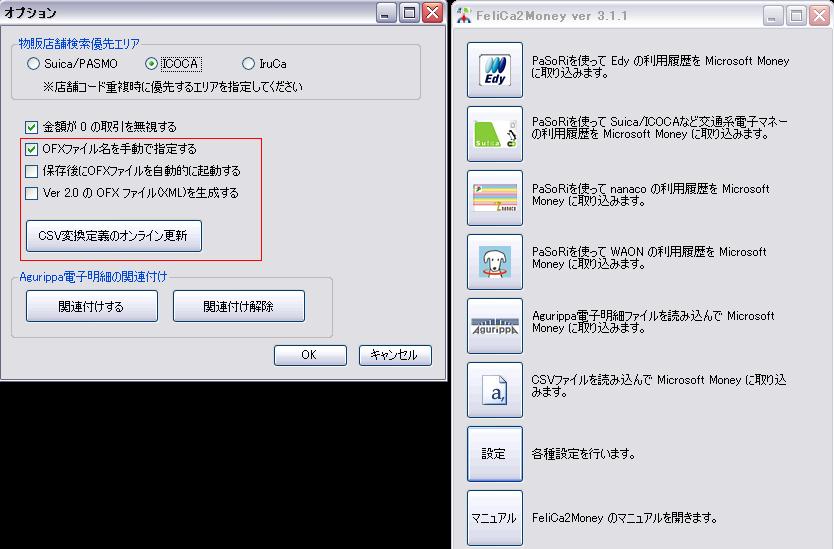 オプション
物販店舗検索優先エリア
Suica/PASMO
ICOCA
IruCa
※店舗コード重複時に優先するエリアを指定してください
金額が 0 の取引を無視する
OFXファイル名を手動で指定する
保存後にOFXファイルを自動的に起動する
Ver 2.0 の OFX ファイル(XML)を生成する
CSV変換定義のオンライン更新
Agurippa電子明細の関連付け
関連付けする
関連付け解除
OK
キャンセル
FeliCa2Money ver 3.1.1
Edy
PaSoRiを使って Edy の利用履歴を Microsoft Money
に取り込みます。
Suica
PaSoRiを使って Suica/ICOCAなど交通系電子マネー
の利用履歴を Microsoft Money に取り込みます。
nanaco
PaSoRiを使って nanaco の利用履歴を Microsoft
Money に取り込みます。
PaSoRiを使って WAON の利用履歴を Microsoft
Money に取り込みます。
AgurippA
Agurippa電子明細ファイルを読み込んで Microsoft
Money に取り込みます。
a,
CSVファイルを読み込んで Microsoft Money に取り込
みます。
設定
各種設定を行います。
マニュアル
FeliCa2Money のマニュアルを開きます。